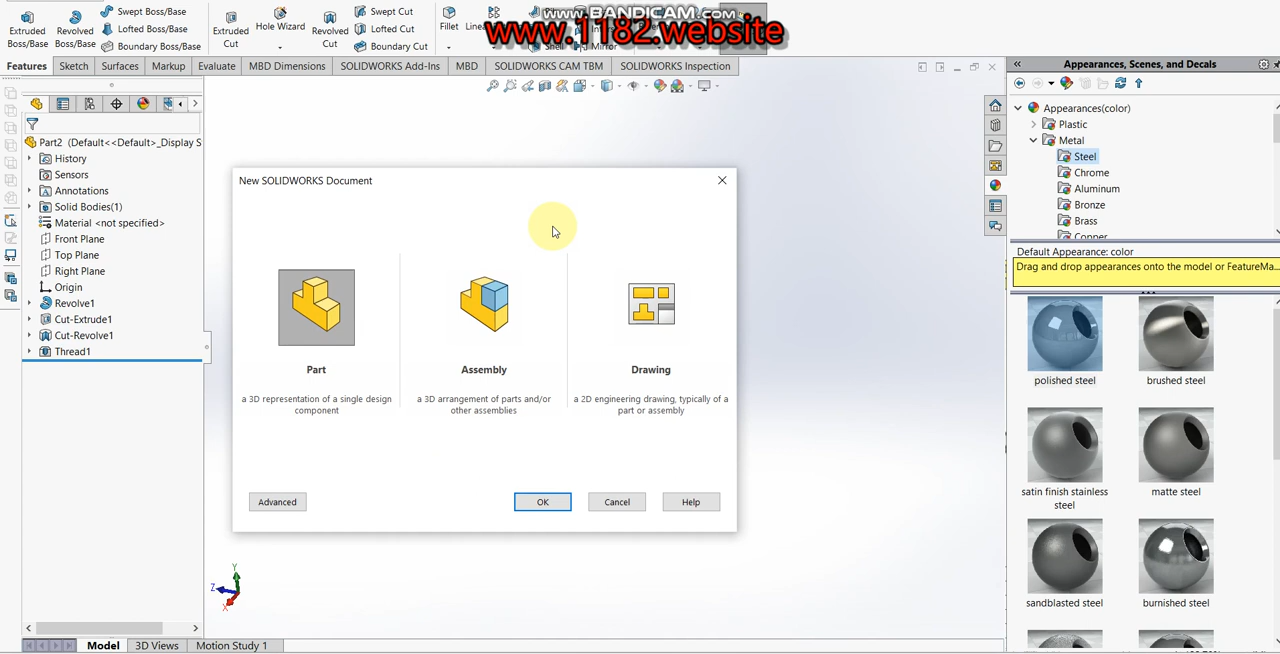 www.BANDICAM.com
www.1182.website
Extruded Boss/Base
Revolved Boss/Base
Swept Boss/Base
Lofted Boss/Base
Boundary Boss/Base
Extruded Cut
Hole Wizard
Revolved Cut
Swept Cut
Lofted Cut
Boundary Cut
Fillet
Shell
Mirror
Features Sketch Surfaces Markup Evaluate MBD Dimensions SOLIDWORKS Add-Ins MBD SOLIDWORKS CAM TBM SOLIDWORKS Inspection
Part2 (Default<<Default>_Display S
History
Sensors
Annotations
Solid Bodies(1)
Material <not specified>
Front Plane
Top Plane
Right Plane
Origin
Revolve1
Cut-Extrude1
Cut-Revolve1
Thread1
New SOLIDWORKS Document
Part
a 3D representation of a single design
component
Assembly
a 3D arrangement of parts and/or
other assemblies
Drawing
a 2D engineering drawing, typically of a
part or assembly
Advanced OK Cancel Help
Y
Z
X
Model 3D Views Motion Study 1
Appearances, Scenes, and Decals
Appearances(color)
Plastic
Metal
Steel
Chrome
Aluminum
Bronze
Brass
Copper
Default Appearance: color
Drag and drop appearances onto the model or FeatureMa...
polished steel
brushed steel
satin finish stainless
steel
matte steel
sandblasted steel
burnished steel